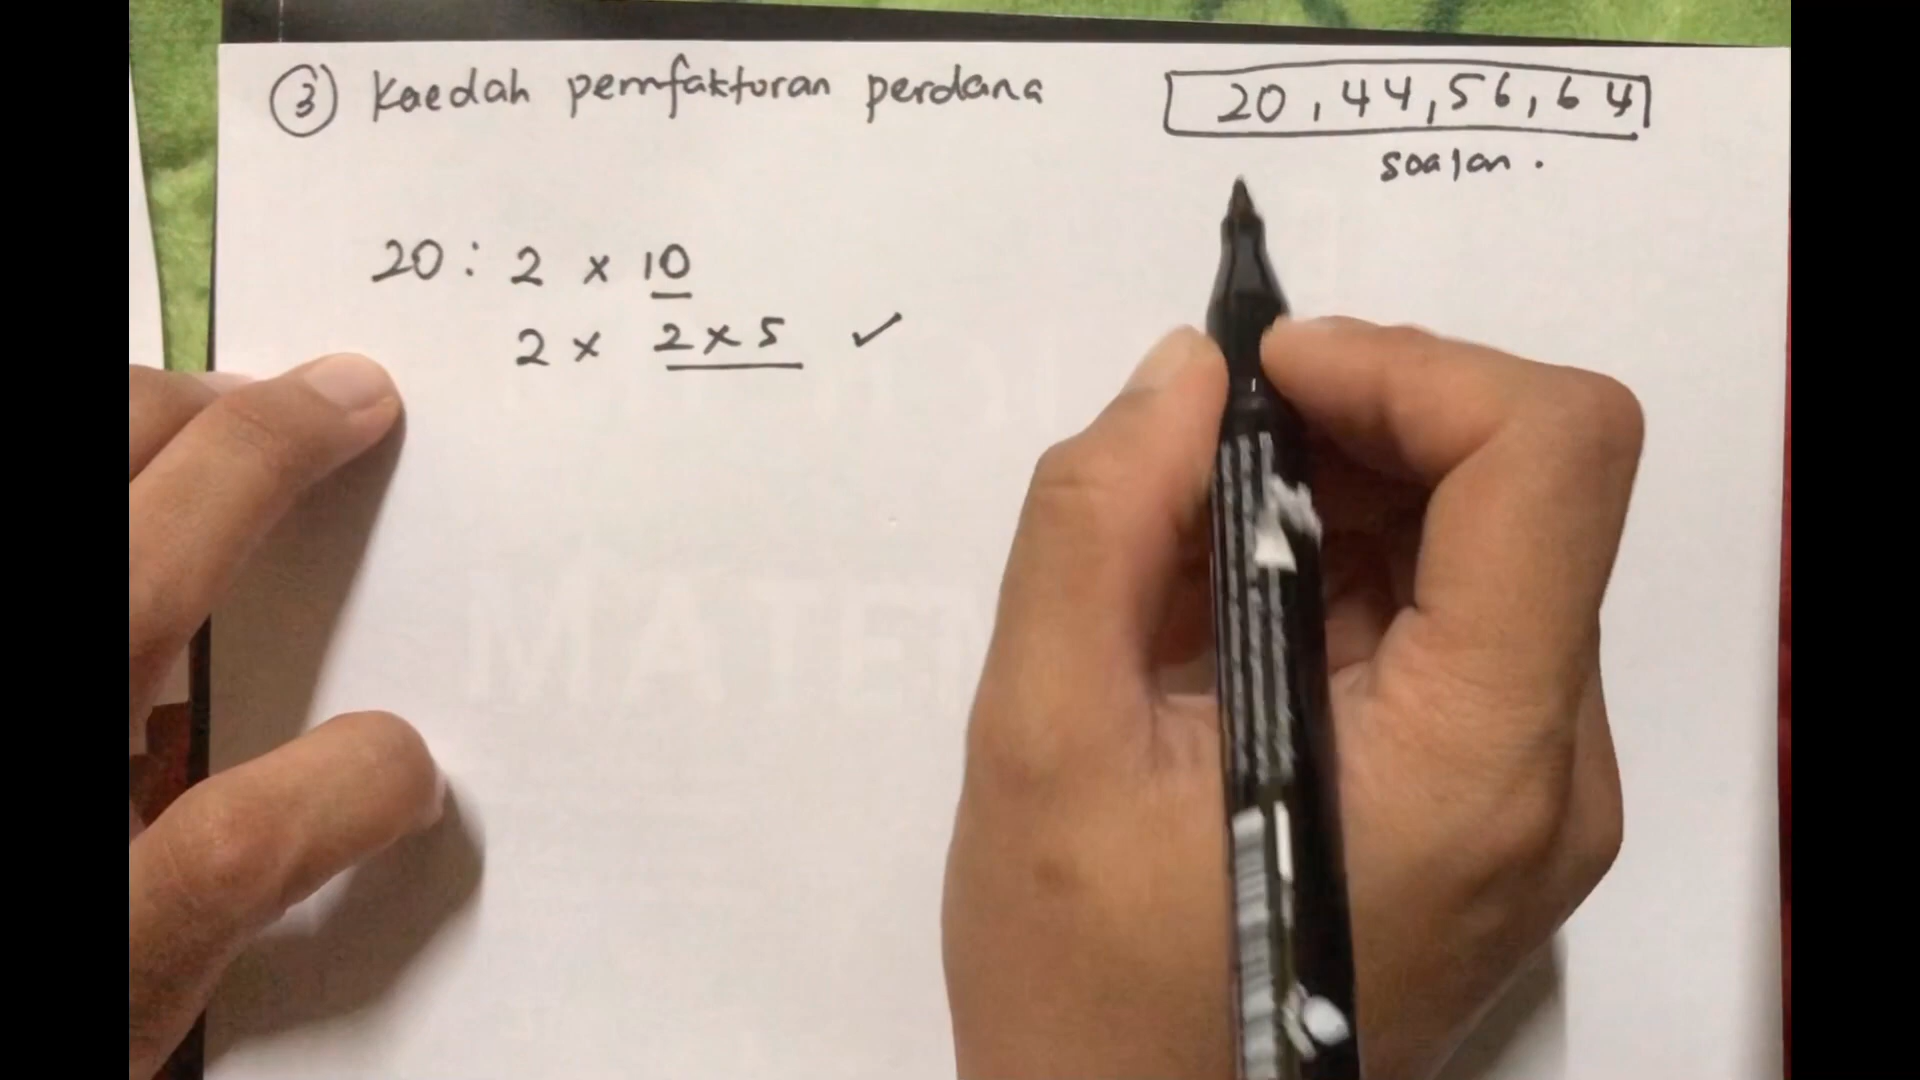 3 Kaedah pemfaktoran perdana
20, 44, 56, 64
soalan.
20: 2 × 10
2 × 2 × 5 ✓